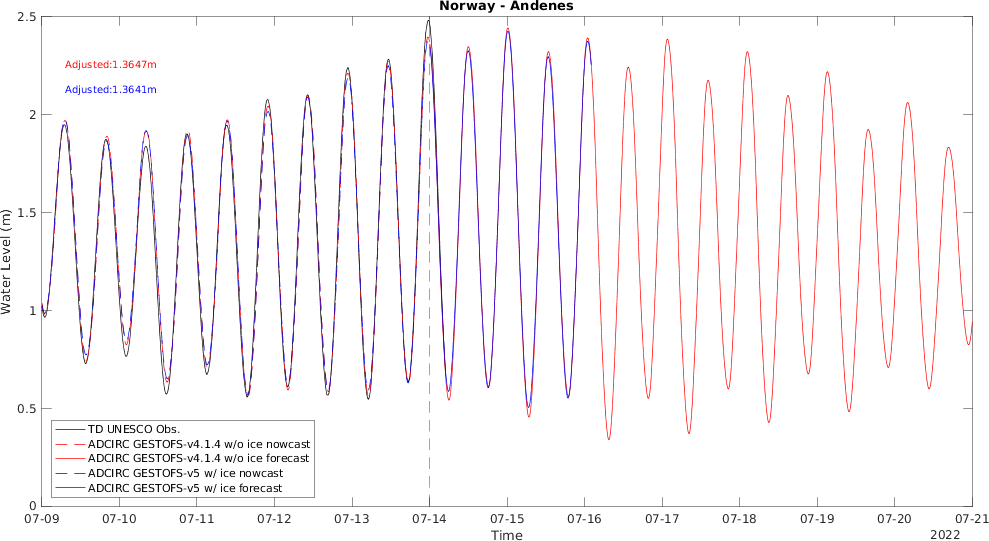 Norway - Andenes
2.5
Adjusted:1.3647m
Adjusted:1.3641m
2
1.5
Water Level (m)
1
0.5
TD UNESCO Obs.
ADCIRC GESTOFS-v4.1.4 w/o ice nowcast
ADCIRC GESTOFS-v4.1.4 w/o ice forecast
ADCIRC GESTOFS-v5 w/ ice nowcast
ADCIRC GESTOFS-v5 w/ ice forecast
0
07-09 07-10 07-11 07-12 07-13 07-14 07-15 07-16 07-17 07-18 07-19 07-20 07-21
Time
2022